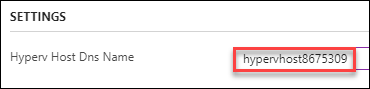 SETTINGS
Hyperv Host Dns Name
hypervhost8675309